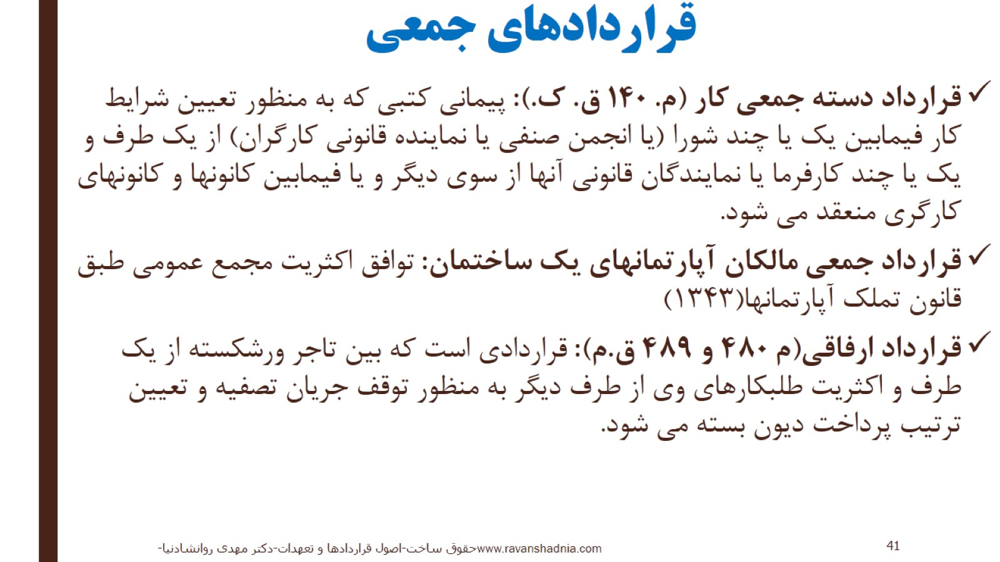 قراردادهای جمعی
✓ قرارداد دسته جمعی کار (م. ۱۴۰ ق. ک.): پیمانی کتبی که به منظور تعیین شرایط
کار فیمابین یک یا چند شورا (یا انجمن صنفی یا نماینده قانونی کارگران) از یک طرف و
یک یا چند کارفرما یا نمایندگان قانونی آنها از سوی دیگر و یا فیمابین کانونها و کانونهای
کارگری منعقد می شود.
✓ قرارداد جمعی مالکان آپارتمانهای یک ساختمان: توافق اکثریت مجمع عمومی طبق
قانون تملک آپارتمانها(۱۳۴۳)
✓ قرارداد ارفاقی(م ۴۸۰ و ۴۸۹ ق.م): قراردادی است که بین تاجر ورشکسته از یک
طرف و اکثریت طلبکارهای وی از طرف دیگر به منظور توقف جریان تصفیه و تعیین
ترتیب پرداخت دیون بسته می شود.
-حقوق ساخت-اصول قراردادها و تعهدات-دکتر مهدی روانشادنیاwww.ravanshadnia.com
41